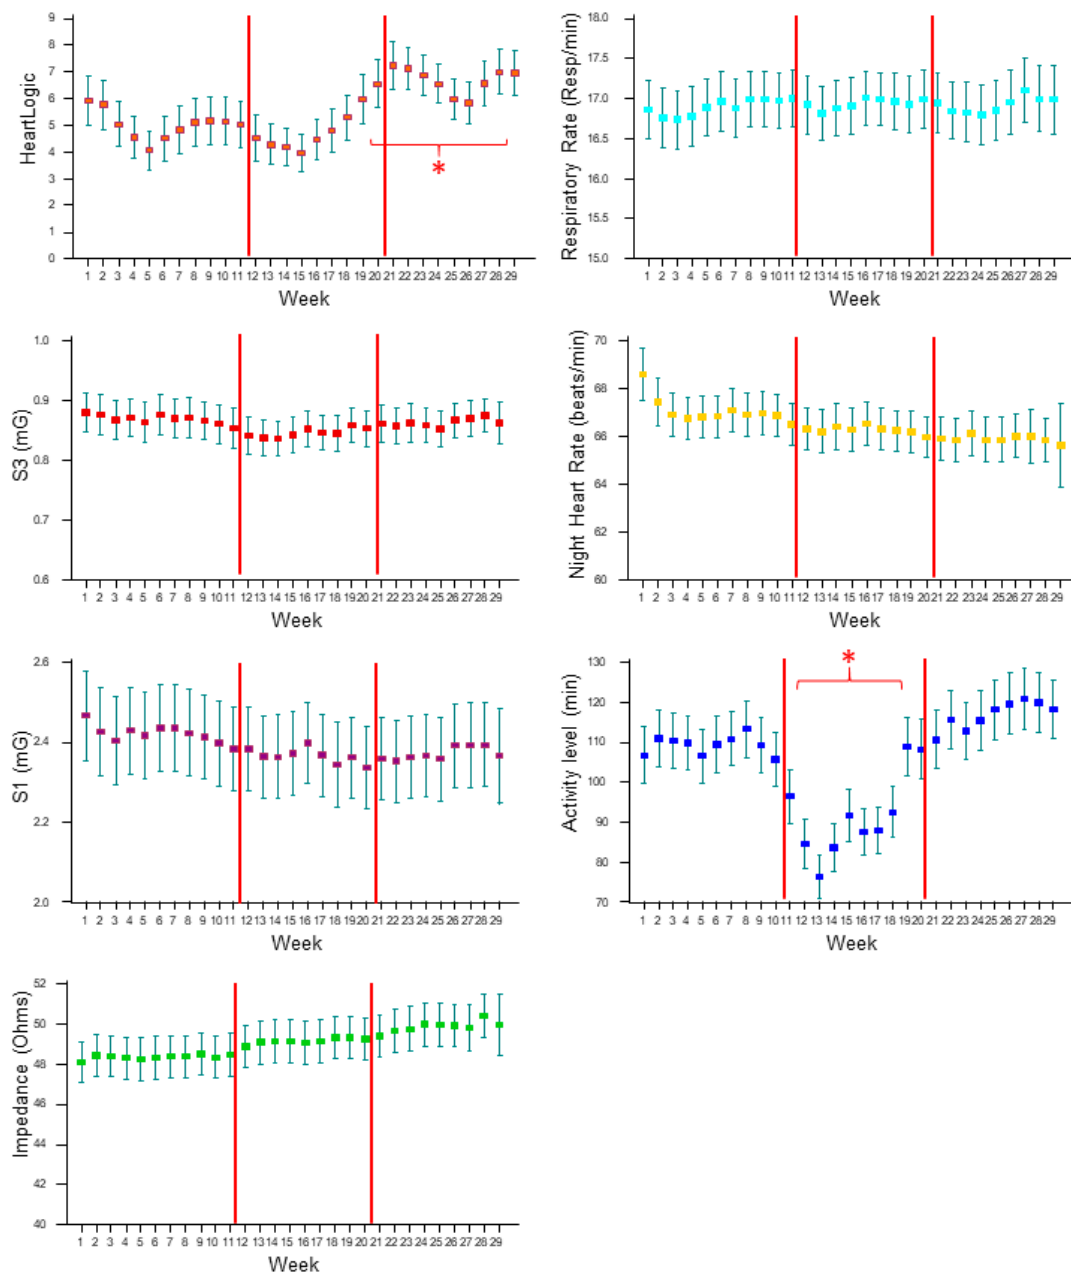 HeartLogic
9
8
7
6
5
4
3
2
1
0
*
1 2 3 4 5 6 7 8 9 10 11 12 13 14 15 16 17 18 19 20 21 22 23 24 25 26 27 28 29
Week
Respiratory Rate (Resp/min)
18.0
17.5
17.0
16.5
16.0
15.5
15.0
1 2 3 4 5 6 7 8 9 10 11 12 13 14 15 16 17 18 19 20 21 22 23 24 25 26 27 28 29
Week
S3 (mG)
1.0
0.9
0.8
0.7
0.6
1 2 3 4 5 6 7 8 9 10 11 12 13 14 15 16 17 18 19 20 21 22 23 24 25 26 27 28 29
Week
Night Heart Rate (beats/min)
70
68
66
64
62
60
1 2 3 4 5 6 7 8 9 10 11 12 13 14 15 16 17 18 19 20 21 22 23 24 25 26 27 28 29
Week
S1 (mG)
2.6
2.4
2.2
2.0
1 2 3 4 5 6 7 8 9 10 11 12 13 14 15 16 17 18 19 20 21 22 23 24 25 26 27 28 29
Week
Activity level (min)
130
120
110
100
90
80
70
*
1 2 3 4 5 6 7 8 9 10 11 12 13 14 15 16 17 18 19 20 21 22 23 24 25 26 27 28 29
Week
Impedance (Ohms)
52
50
48
46
44
42
40
1 2 3 4 5 6 7 8 9 10 11 12 13 14 15 16 17 18 19 20 21 22 23 24 25 26 27 28 29
Week